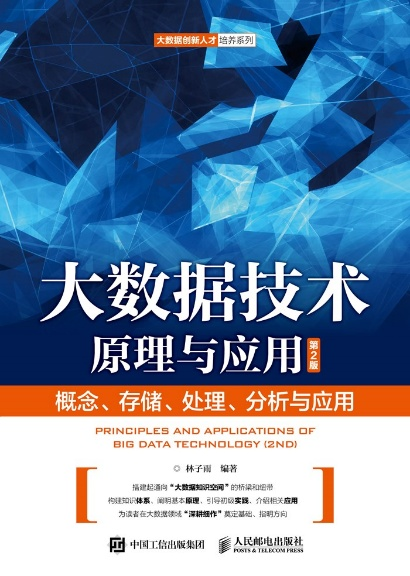 大数据创新人才 培养系列
大数据技术
原理与应用 第2版
概念、存储、处理、分析与应用
PRINCIPLES AND APPLICATIONS OF
BIG DATA TECHNOLOGY (2ND)
◎ 林子雨 编著
搭建起通向“大数据知识空间”的桥梁和纽带
构建知识体系、阐明基本原理、引导初级实践、介绍相关应用
为读者在大数据领域“深耕细作”奠定基础、指明方向
中国工信出版集团
人民邮电出版社
POSTS & TELECOM PRESS